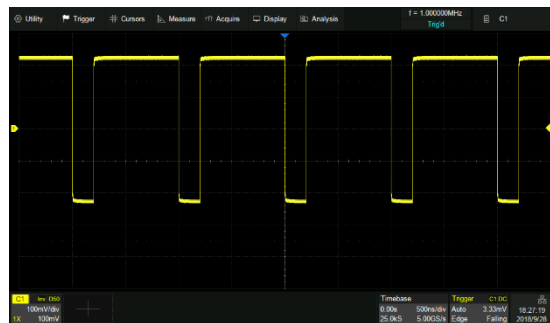 Utility Trigger Cursors Measure Acquire Display Analysis
f = 1.000000MHz
Trig'd
C1
C1 Inv D50
100mV/div
1X 100mV
Timebase
0.00s 500ns/div
25.0kS 5.00GS/s
Trigger C1 DC
Auto 3.33mV
Edge Falling
18:27:19
2018/9/28